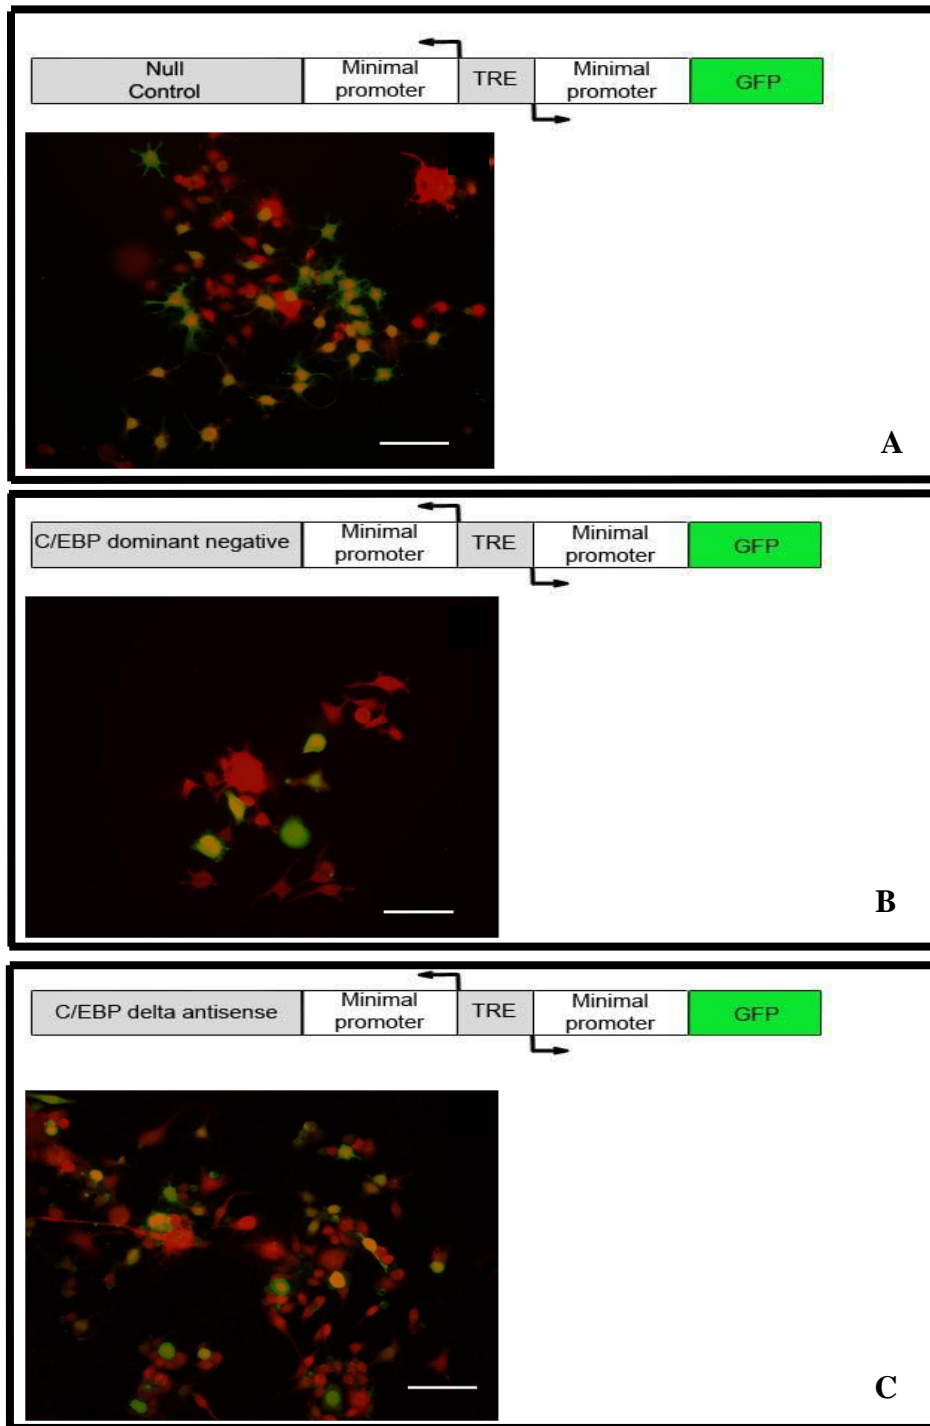 Null
Control
Minimal
promoter
TRE
Minimal
promoter
GFP
A
C/EBP dominant negative
Minimal
promoter
TRE
Minimal
promoter
GFP
B
C/EBP delta antisense
Minimal
promoter
TRE
Minimal
promoter
GFP
C